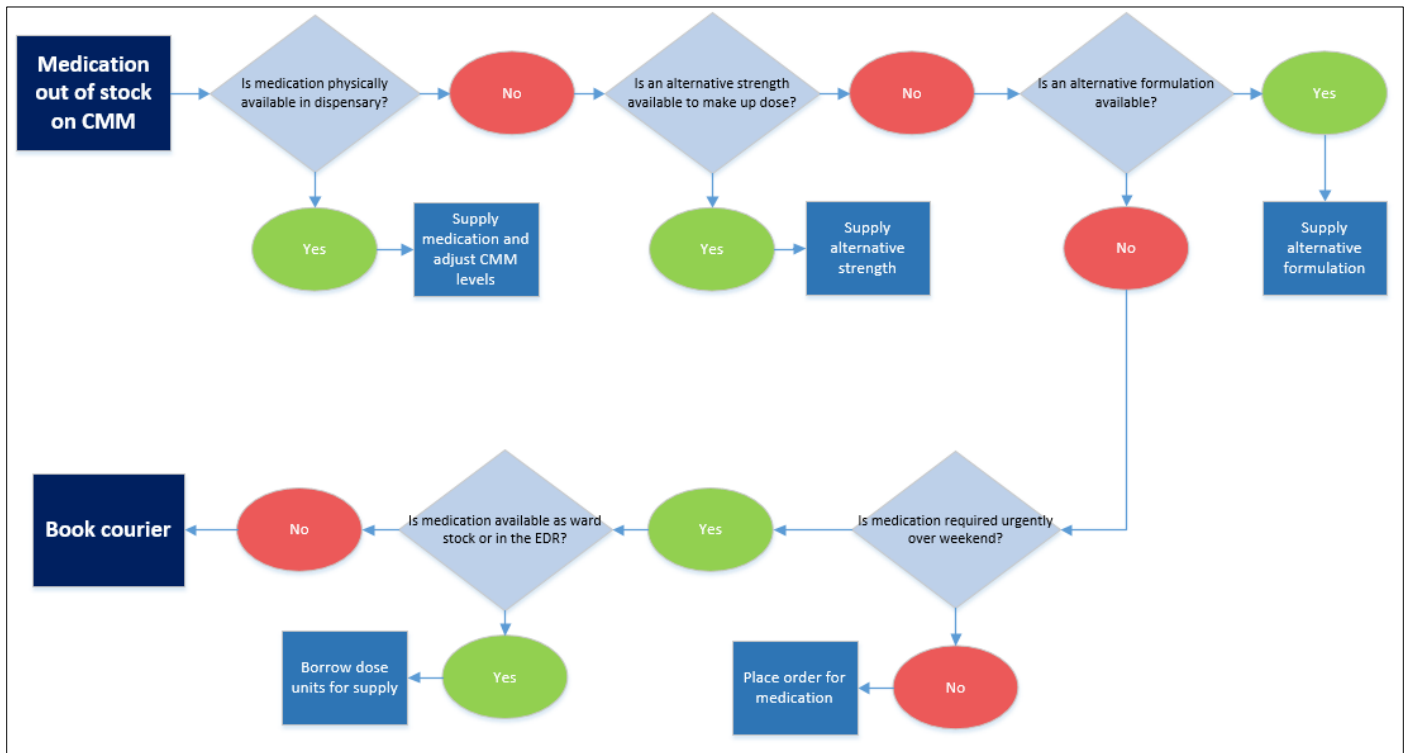 Medication
out of stock
on CMM
Is medication physically
available in dispensary?
No
Is an alternative strength
available to make up dose?
No
Is an alternative formulation
available?
Yes
Yes
Supply
medication and
adjust CMM
levels
Yes
Supply
alternative
strength
No
Supply
alternative
formulation
Book courier
No
Is medication available as ward
stock or in the EDR?
Yes
Is medication required urgently
over weekend?
Borrow dose
units for supply
Yes
Place order for
medication
No